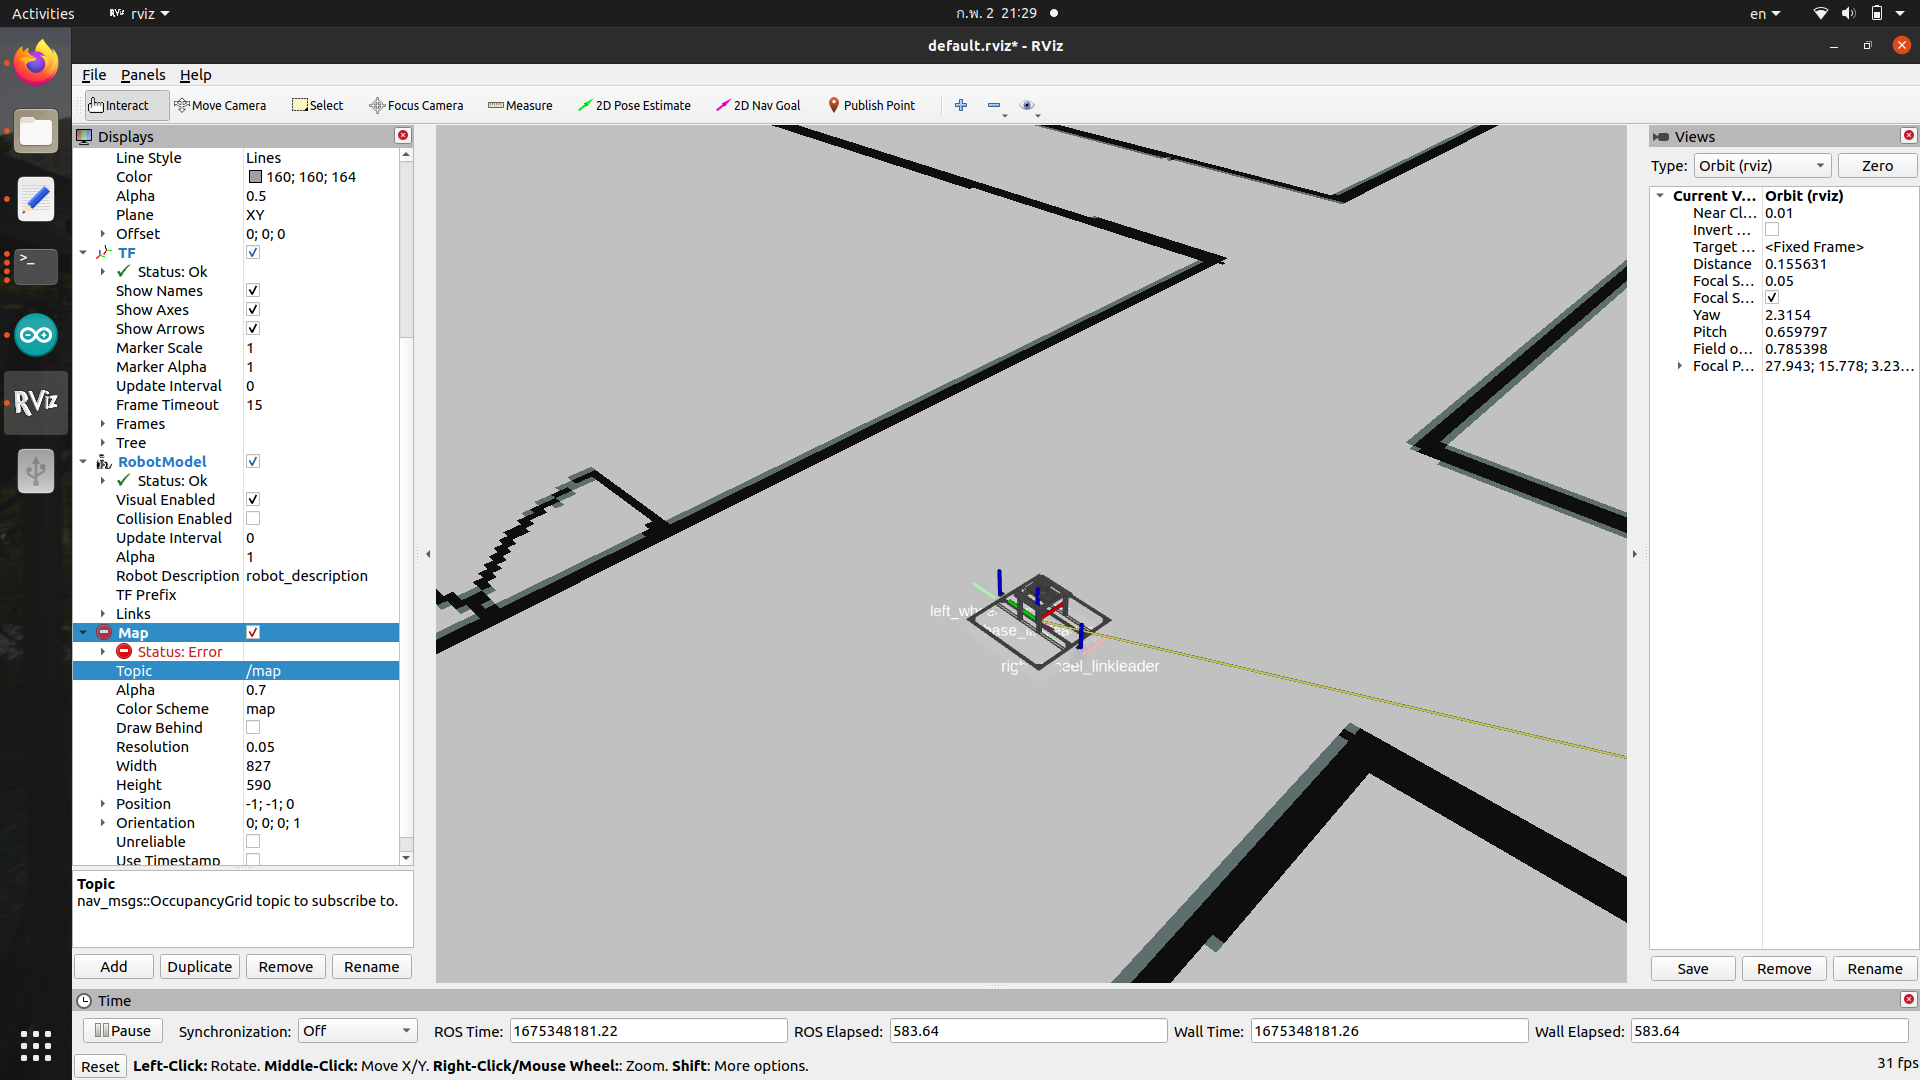 Activities
rviz
ก.พ. 2 21:29
en
default.rviz* - RViz
File
Panels
Help
Interact
Move Camera
Select
Focus Camera
Measure
2D Pose Estimate
2D Nav Goal
Publish Point
Displays
Line Style Lines
Color 160; 160; 164
Alpha 0.5
Plane XY
Offset 0; 0; 0
TF
Status: Ok
Show Names
Show Axes
Show Arrows
Marker Scale 1
Marker Alpha 1
Update Interval 0
Frame Timeout 15
Frames
Tree
RobotModel
Status: Ok
Visual Enabled
Collision Enabled
Update Interval 0
Alpha 1
Robot Description robot_description
TF Prefix
Links
Map
Status: Error
Topic /map
Alpha 0.7
Color Scheme map
Draw Behind
Resolution 0.05
Width 827
Height 590
Position -1; -1; 0
Orientation 0; 0; 0; 1
Unreliable
Use Timestamp
Topic
nav_msgs::OccupancyGrid topic to subscribe to.
Add
Duplicate
Remove
Rename
Views
Type: Orbit (rviz)
Zero
Current V... Orbit (rviz)
Near Cl... 0.01
Invert ...
Target ... <Fixed Frame>
Distance 0.155631
Focal S... 0.05
Focal S...
Yaw 2.3154
Pitch 0.659797
Field o... 0.785398
Focal P... 27.943; 15.778; 3.23...
Save
Remove
Rename
Time
Pause
Synchronization: Off
ROS Time: 1675348181.22
ROS Elapsed: 583.64
Wall Time: 1675348181.26
Wall Elapsed: 583.64
Reset
Left-Click: Rotate. Middle-Click: Move X/Y. Right-Click/Mouse Wheel:: Zoom. Shift: More options.
31 fps
RViz